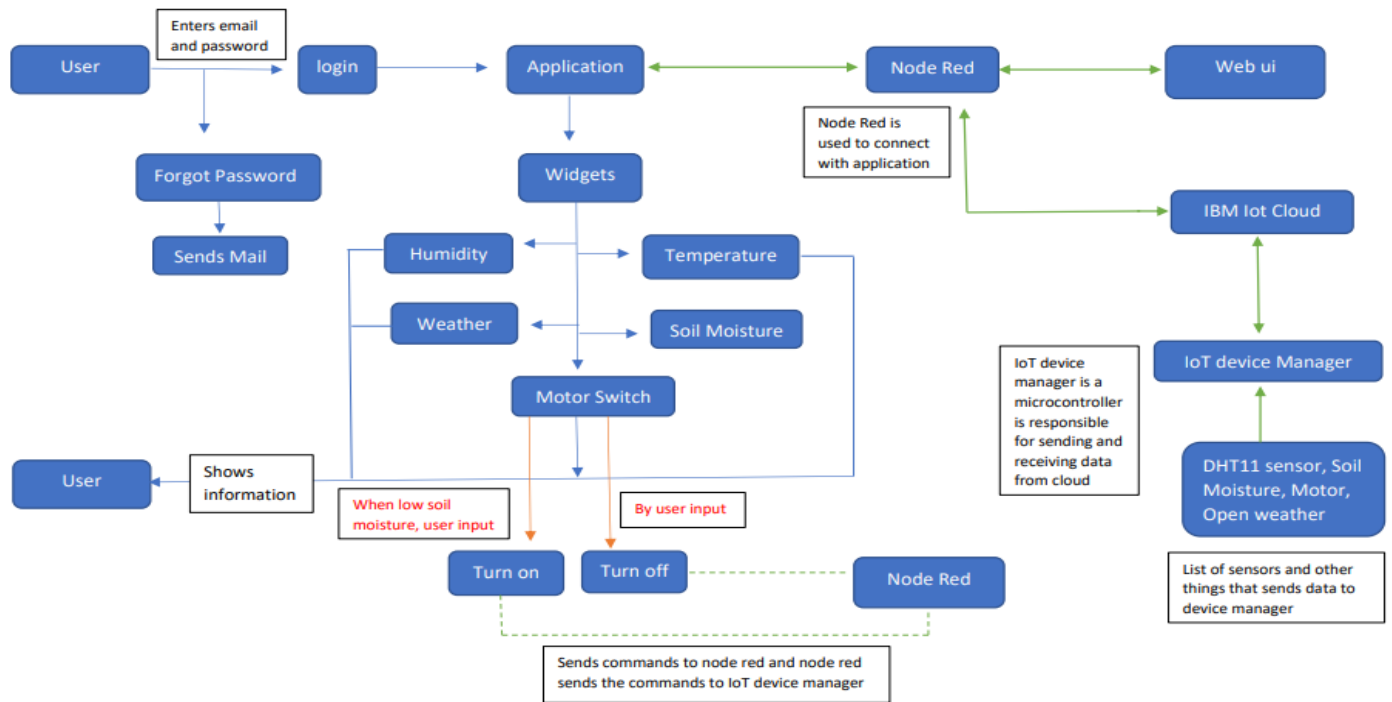 Enters email
and password
User
login
Application
Node Red
Web ui
Node Red is
used to connect
with application
Forgot Password
Widgets
IBM Iot Cloud
Sends Mail
Humidity
Temperature
Weather
Soil Moisture
IoT device
manager is a
microcontroller
is responsible
for sending and
receiving data
from cloud
IoT device Manager
Motor Switch
User
Shows
information
When low soil
moisture, user input
By user input
DHT11 sensor, Soil
Moisture, Motor,
Open weather
Turn on
Turn off
Node Red
List of sensors and other
things that sends data to
device manager
Sends commands to node red and node red
sends the commands to IoT device manager